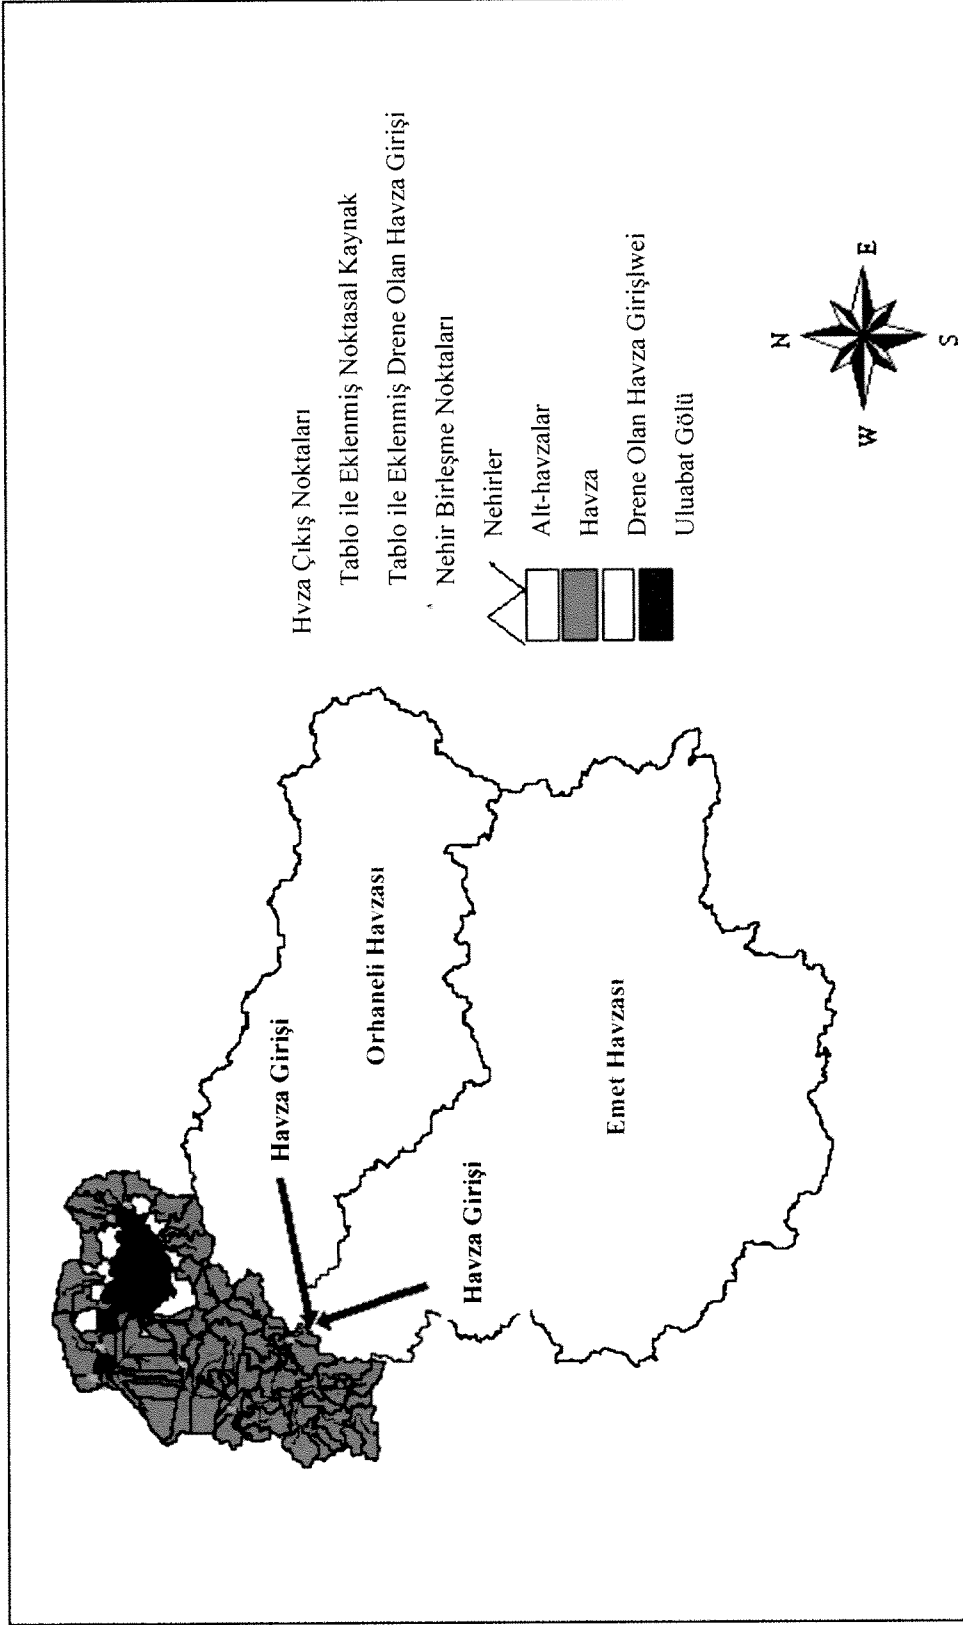 Hvza Çıkış Noktaları
Tablo ile Eklenmiş Noktasal Kaynak
Tablo ile Eklenmiş Drene Olan Havza Girişi
Nehir Birleşme Noktaları
Nehirler
Alt-havzalar
Havza
Drene Olan Havza Girişlwei
Uluabat Gölü
Havza Girişi
Orhaneli Havzası
Havza Girişi
Emet Havzası
N
W
E
S